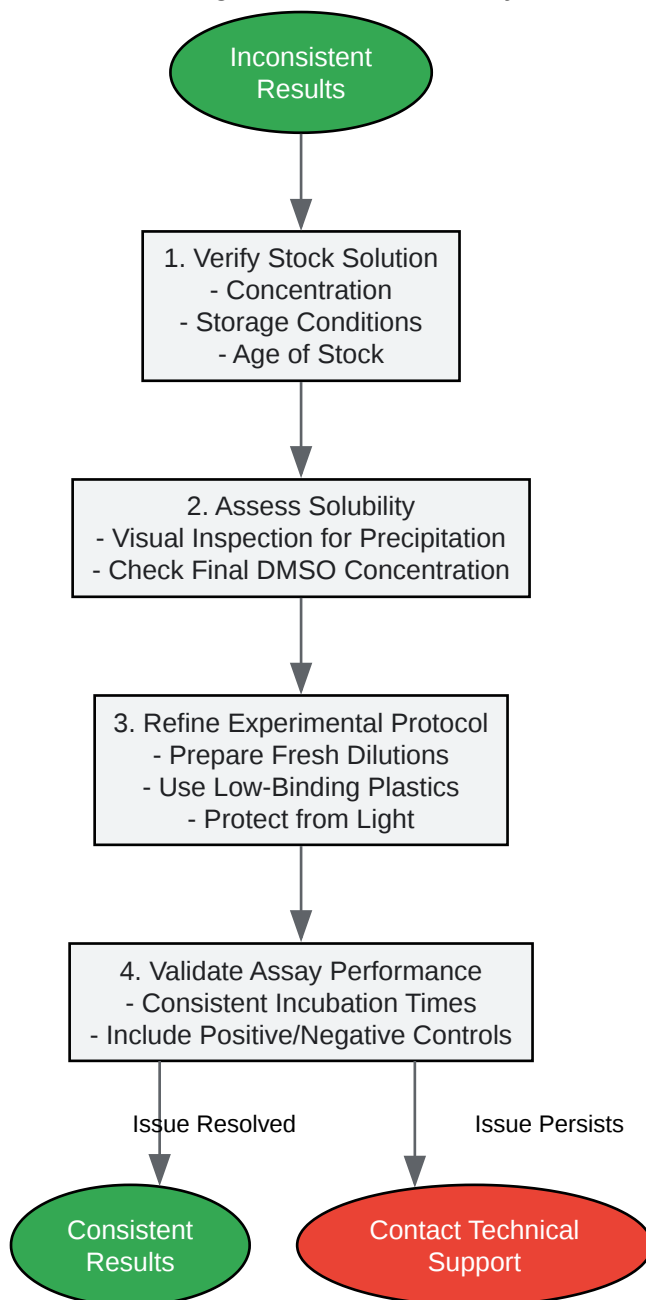 Inconsistent
Results
1. Verify Stock Solution
- Concentration
- Storage Conditions
- Age of Stock
2. Assess Solubility
- Visual Inspection for Precipitation
- Check Final DMSO Concentration
3. Refine Experimental Protocol
- Prepare Fresh Dilutions
- Use Low-Binding Plastics
- Protect from Light
4. Validate Assay Performance
- Consistent Incubation Times
- Include Positive/Negative Controls
Issue Resolved
Issue Persists
Consistent
Results
Contact Technical
Support